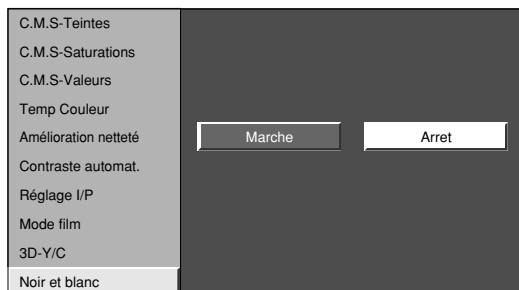 C.M.S-Teintes
C.M.S-Saturations
C.M.S-Valeurs
Temp Couleur
Amélioration netteté
Marche
Arret
Contraste automat.
Réglage I/P
Mode film
3D-Y/C
Noir et blanc